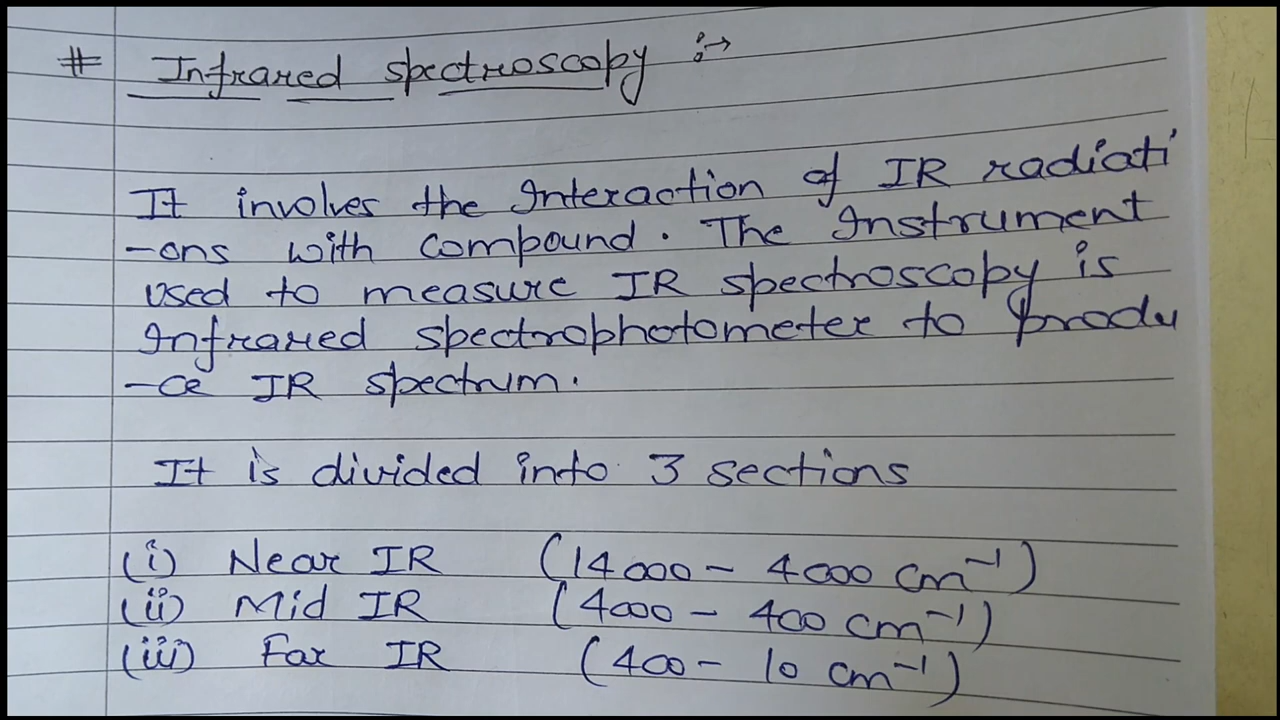 # Infrared spectroscopy :→
It involves the Interaction of IR radiati
-ons with compound. The Instrument
used to measure IR spectroscopy is
Infrared spectrophotometer to produ
-ce IR spectrum.
It is divided into 3 sections
(i) Near IR (14000 - 4000 cm⁻¹)
(ii) Mid IR (4000 - 400 cm⁻¹)
(iii) Far IR (400 - 10 cm⁻¹)